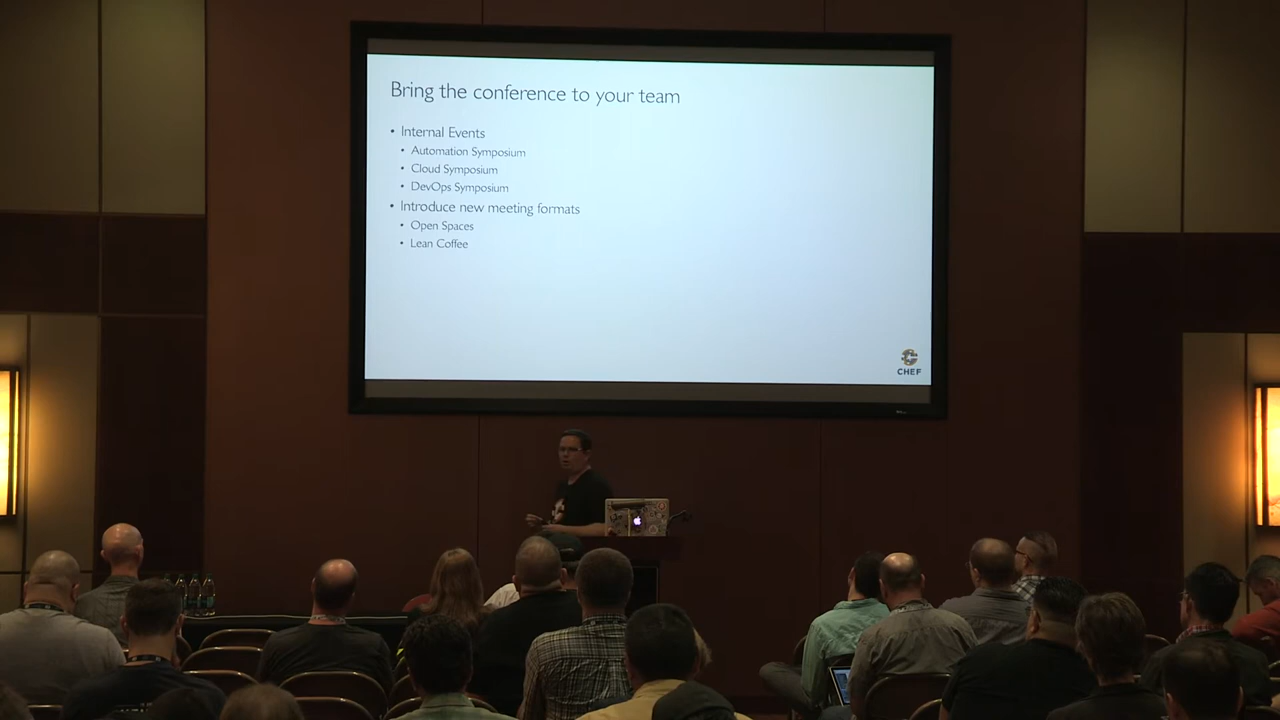 Bring the conference to your team
• Internal Events
• Automation Symposium
• Cloud Symposium
• DevOps Symposium
• Introduce new meeting formats
• Open Spaces
• Lean Coffee
CHEF